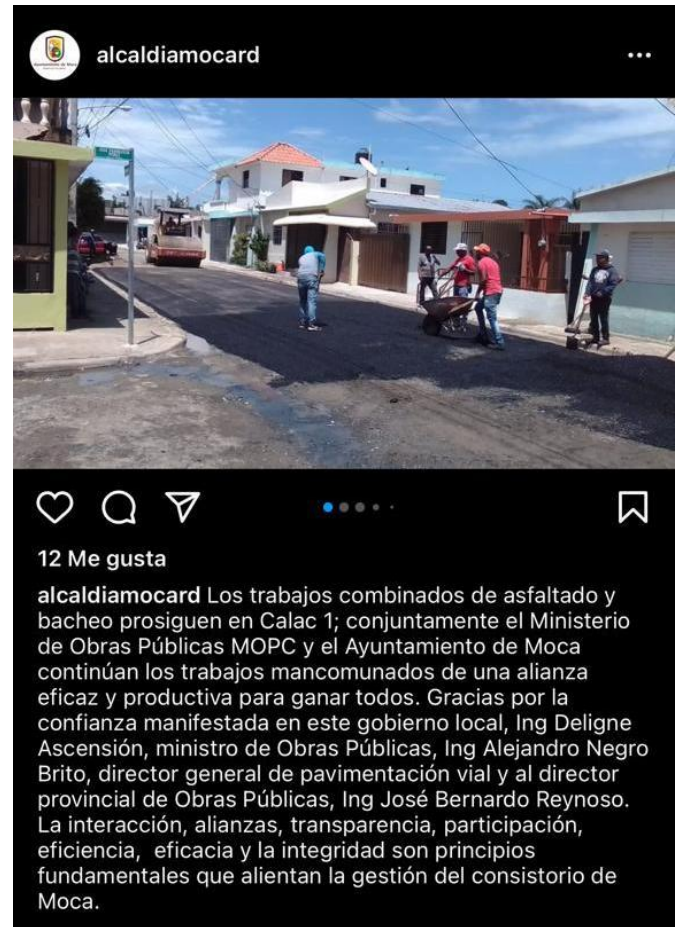 alcaldiamocard
12 Me gusta
alcaldiamocard Los trabajos combinados de asfaltado y
bacheo prosiguen en Calac 1; conjuntamente el Ministerio
de Obras Públicas MOPC y el Ayuntamiento de Moca
continúan los trabajos mancomunados de una alianza
eficaz y productiva para ganar todos. Gracias por la
confianza manifestada en este gobierno local, Ing Deligne
Ascensión, ministro de Obras Públicas, Ing Alejandro Negro
Brito, director general de pavimentación vial y al director
provincial de Obras Públicas, Ing José Bernardo Reynoso.
La interacción, alianzas, transparencia, participación,
eficiencia,  eficacia y la integridad son principios
fundamentales que alientan la gestión del consistorio de
Moca.